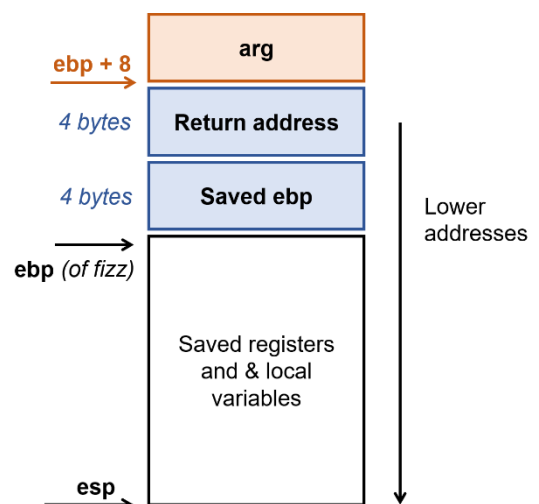 arg
ebp + 8
4 bytes
Return address
4 bytes
Saved ebp
Lower
addresses
ebp (of fizz)
Saved registers
and & local
variables
esp